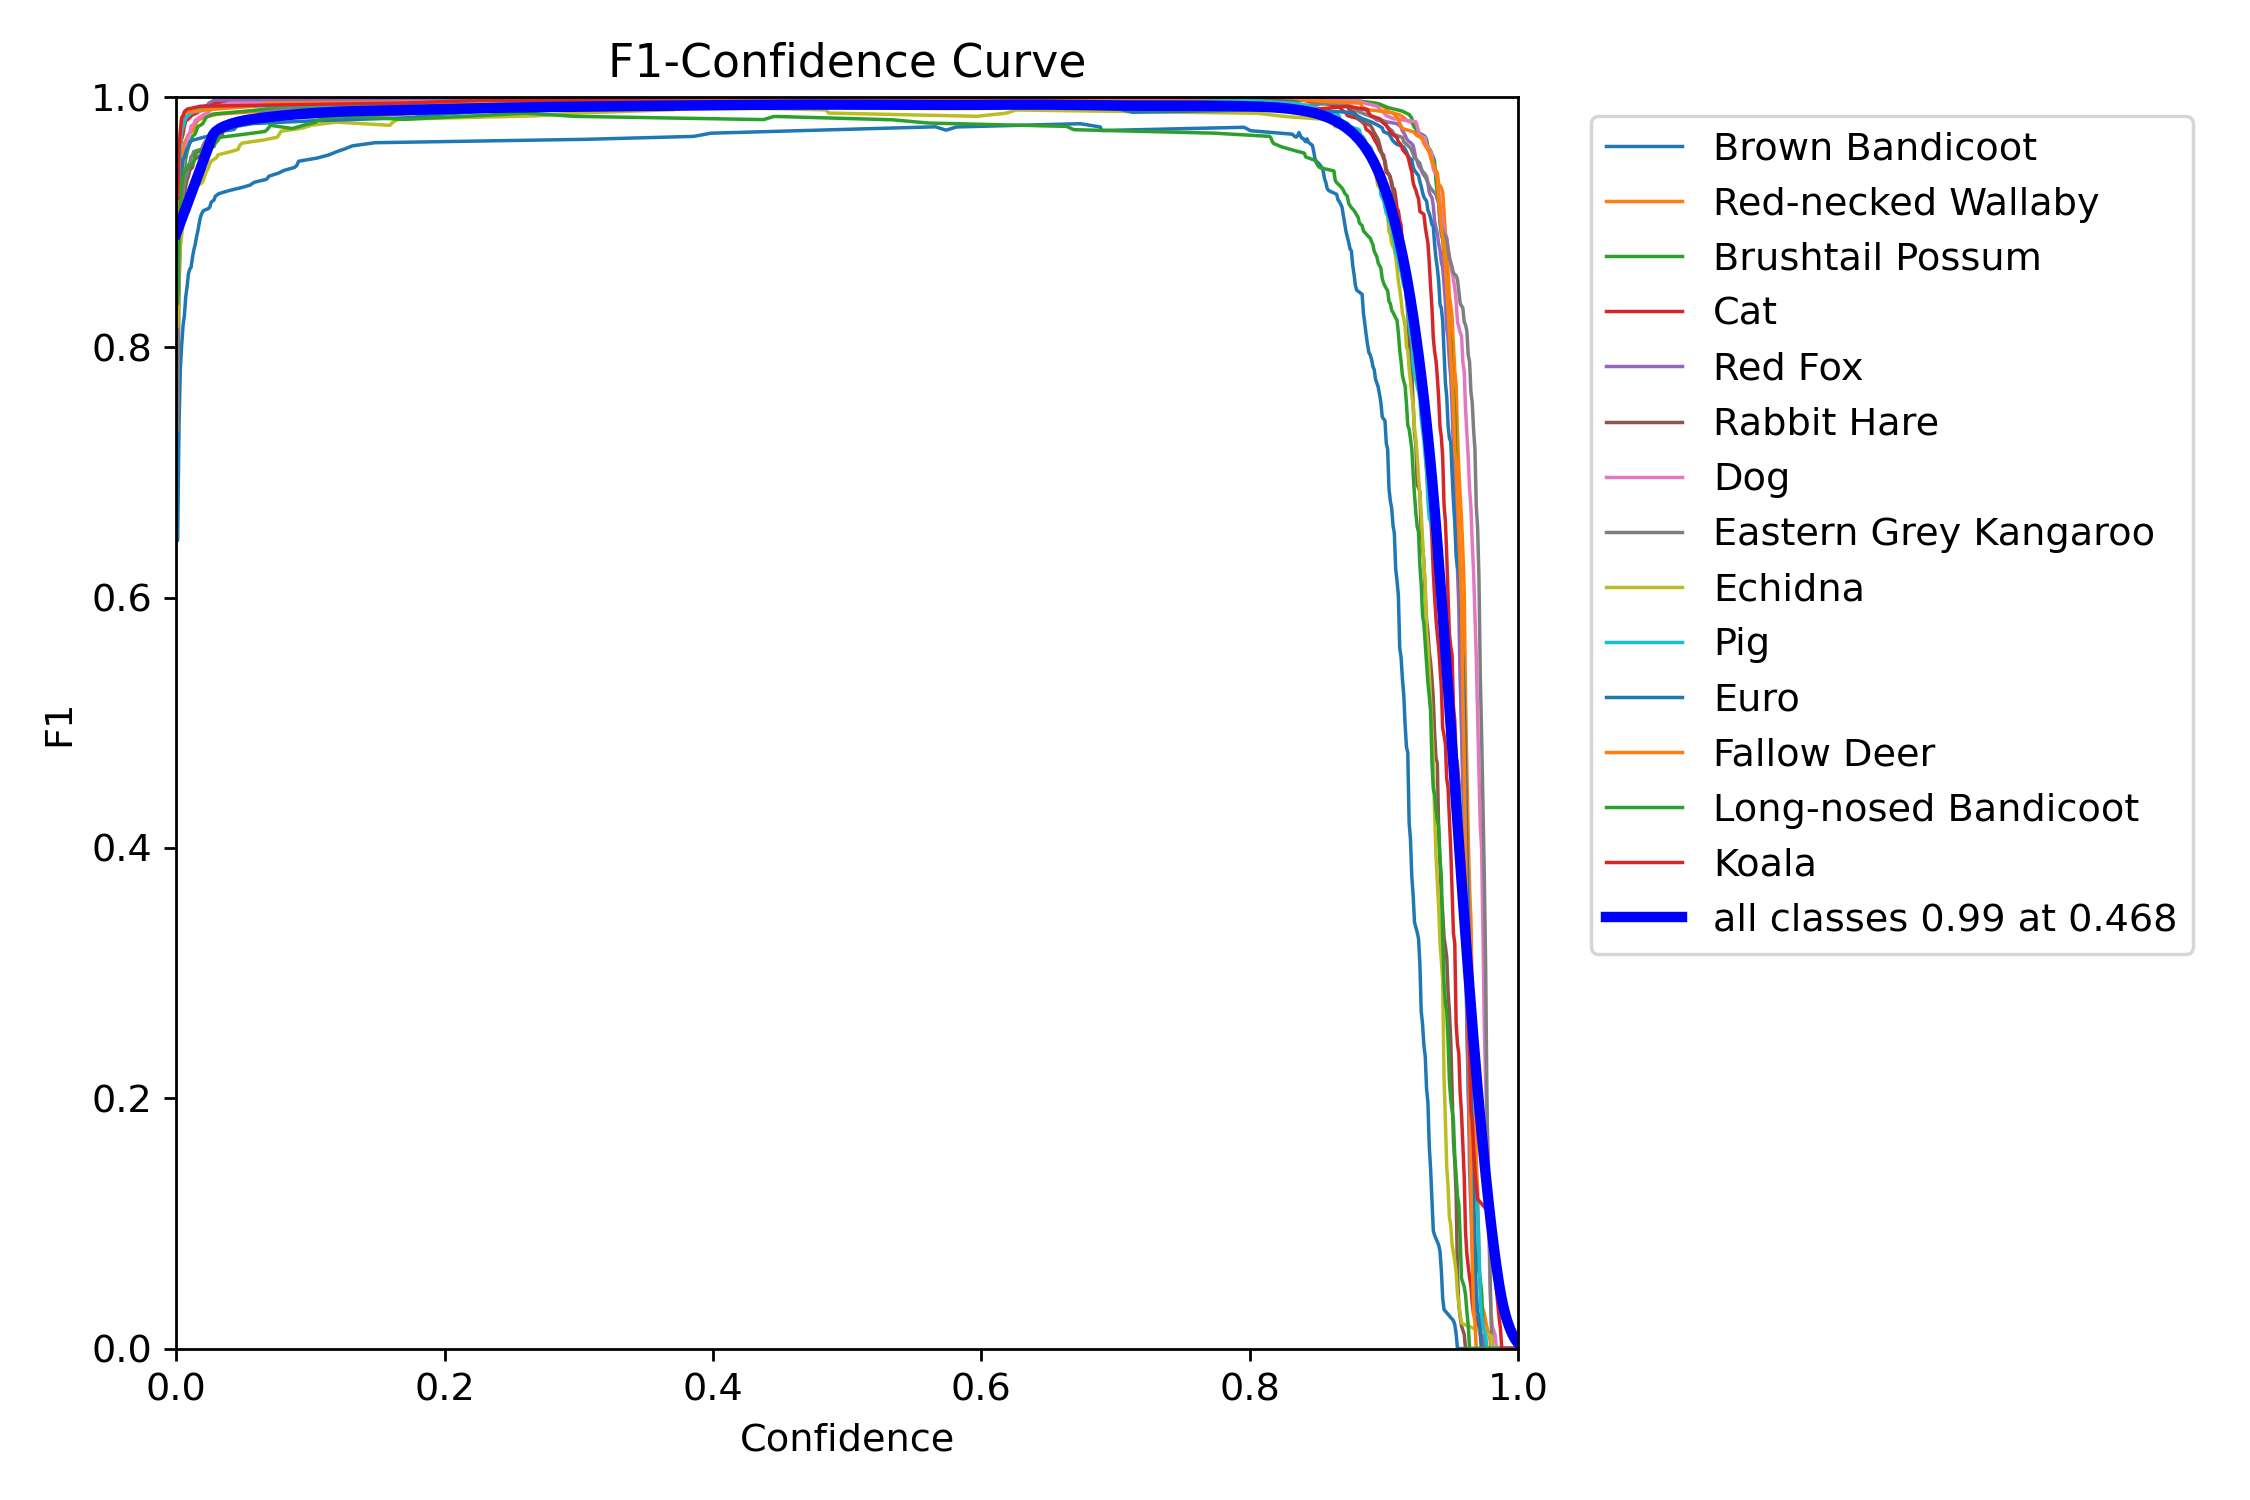 F1-Confidence Curve
1.0
0.8
0.6
0.4
0.2
0.0
F1
0.0 0.2 0.4 0.6 0.8 1.0
Confidence
Brown Bandicoot
Red-necked Wallaby
Brushtail Possum
Cat
Red Fox
Rabbit Hare
Dog
Eastern Grey Kangaroo
Echidna
Pig
Euro
Fallow Deer
Long-nosed Bandicoot
Koala
all classes 0.99 at 0.468